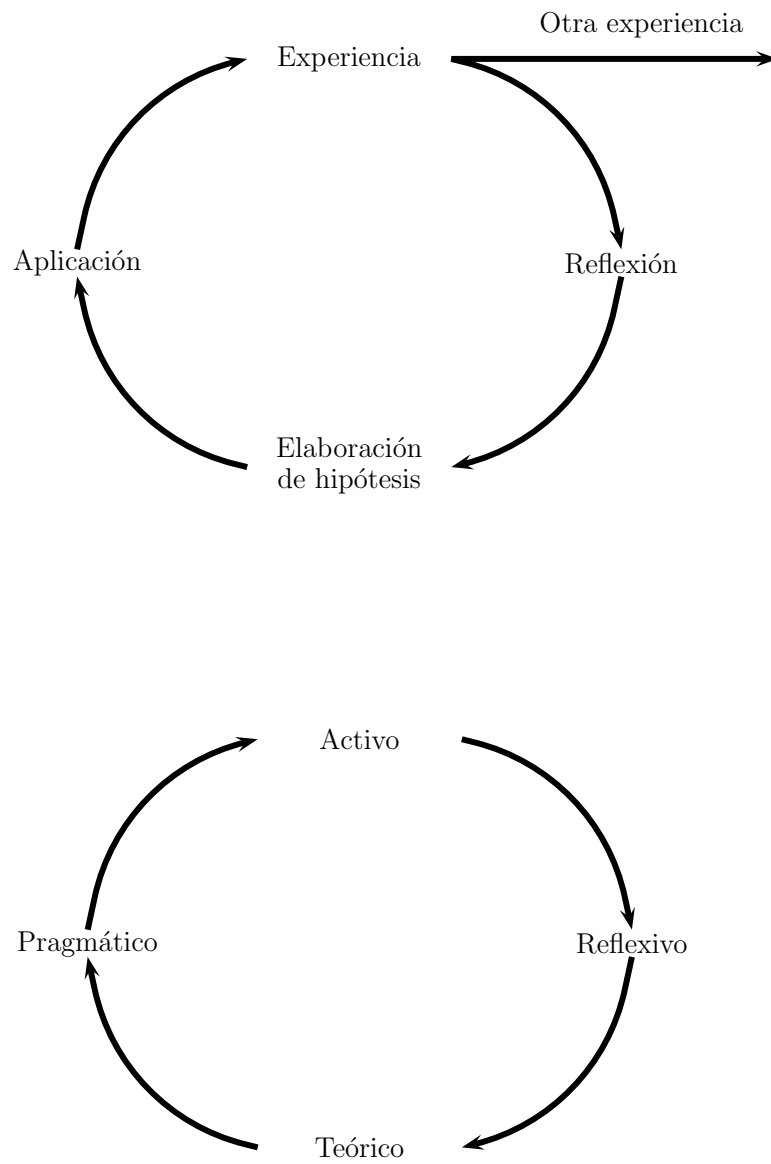 Otra experiencia
Experiencia
Aplicación
Reflexión
Elaboración
de hipótesis
Activo
Pragmático
Reflexivo
Teórico